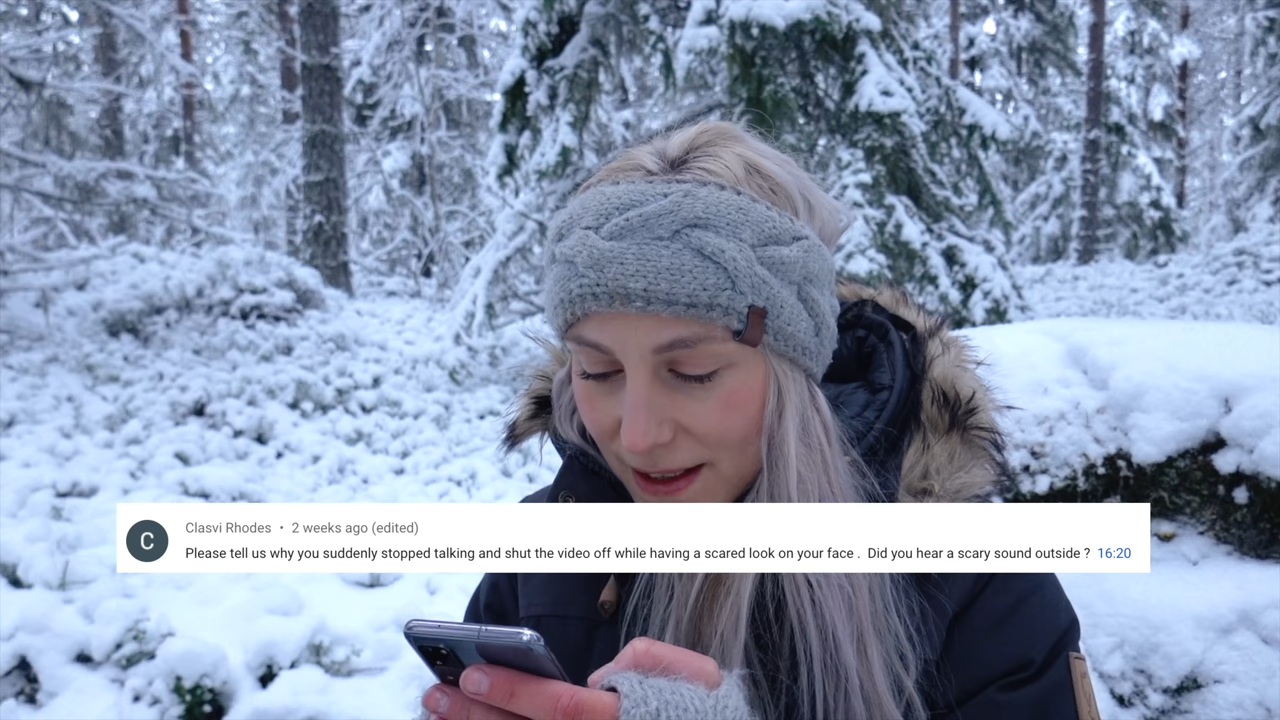 C
Clasvi Rhodes • 2 weeks ago (edited)
Please tell us why you suddenly stopped talking and shut the video off while having a scared look on your face . Did you hear a scary sound outside ? 16:20